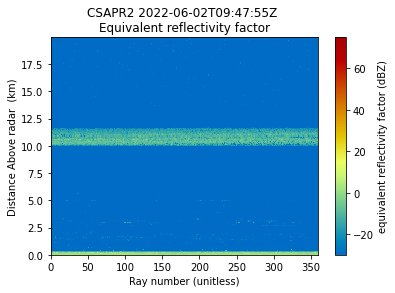 CSAPR2 2022-06-02T09:47:55Z
Equivalent reflectivity factor
17.5
15.0
12.5
10.0
7.5
5.0
2.5
0.0
Distance Above radar (km)
0 50 100 150 200 250 300 350
Ray number (unitless)
60
40
20
0
−20
equivalent reflectivity factor (dBZ)